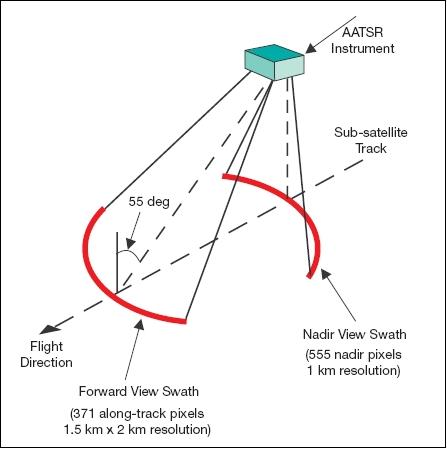 AATSR
Instrument
Sub-satellite
Track
55 deg
Flight
Direction
Nadir View Swath
(555 nadir pixels
1 km resolution)
Forward View Swath
(371 along-track pixels
1.5 km x 2 km resolution)